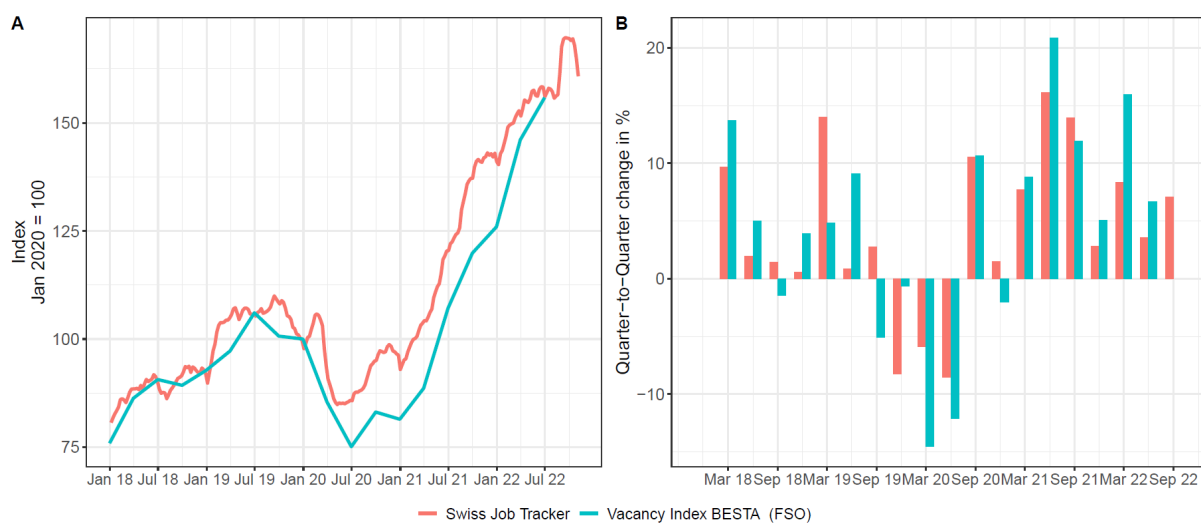 A
Index
Jan 2020 = 100
150
125
100
75
Jan 18 Jul 18 Jan 19 Jul 19 Jan 20 Jul 20 Jan 21 Jul 21 Jan 22 Jul 22
B
Quarter−to−Quarter change in %
20
10
0
−10
Mar 18 Sep 18 Mar 19 Sep 19 Mar 20 Sep 20 Mar 21 Sep 21 Mar 22 Sep 22
Swiss Job Tracker Vacancy Index BESTA (FSO)